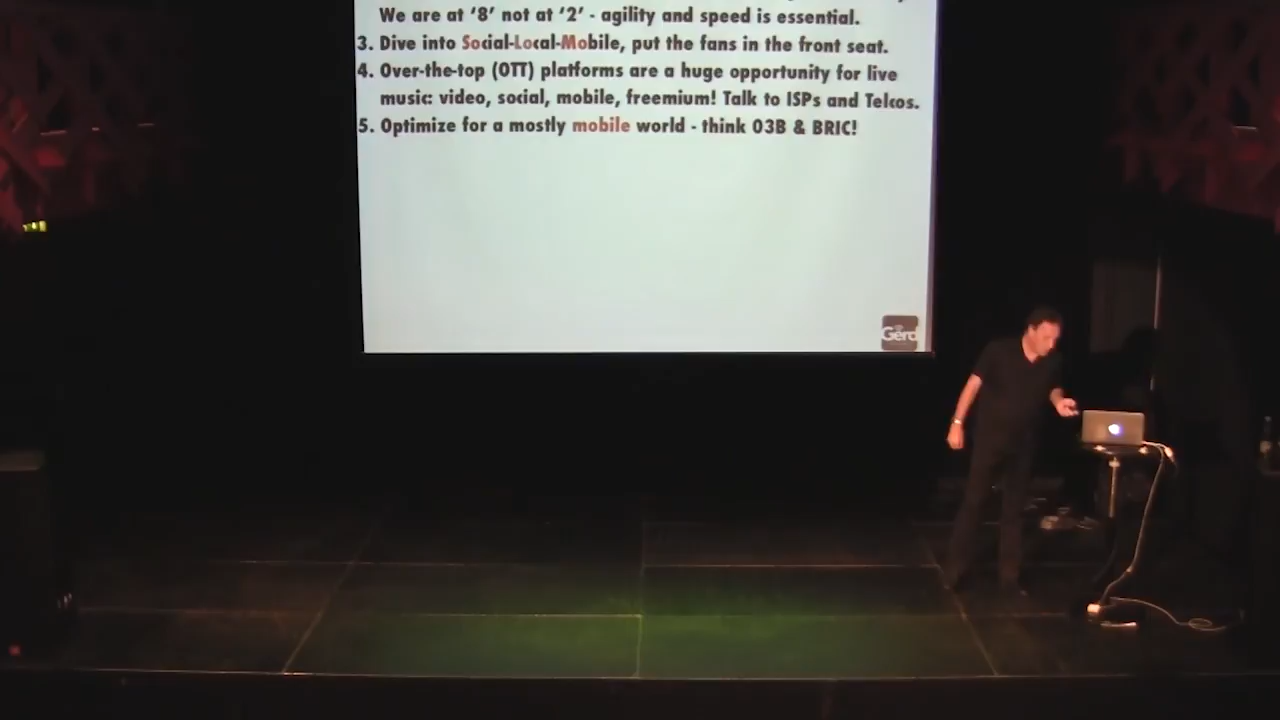 We are at ‘8’ not at ‘2’ - agility and speed is essential.
3. Dive into Social-Local-Mobile, put the fans in the front seat.
4. Over-the-top (OTT) platforms are a huge opportunity for live
music: video, social, mobile, freemium! Talk to ISPs and Telcos.
5. Optimize for a mostly mobile world - think O3B & BRIC!
Gerd